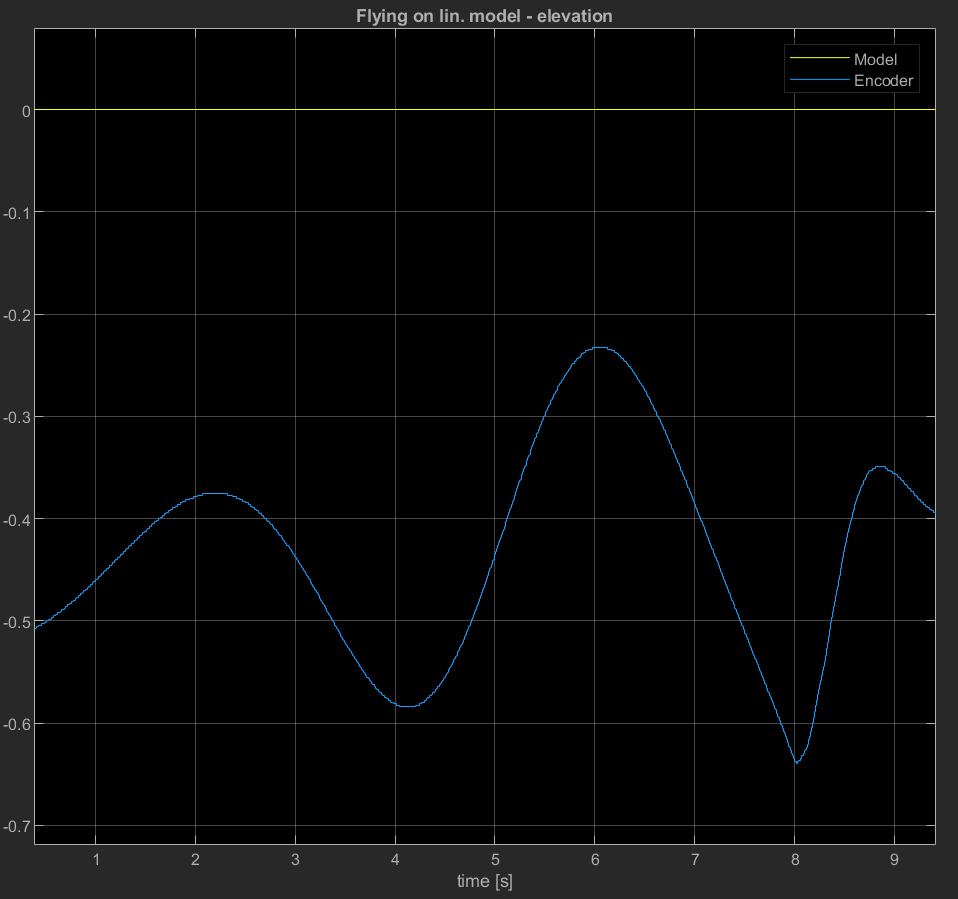 Flying on lin. model - elevation
Model
Encoder
0
-0.1
-0.2
-0.3
-0.4
-0.5
-0.6
-0.7
1 2 3 4 5 6 7 8 9
time [s]